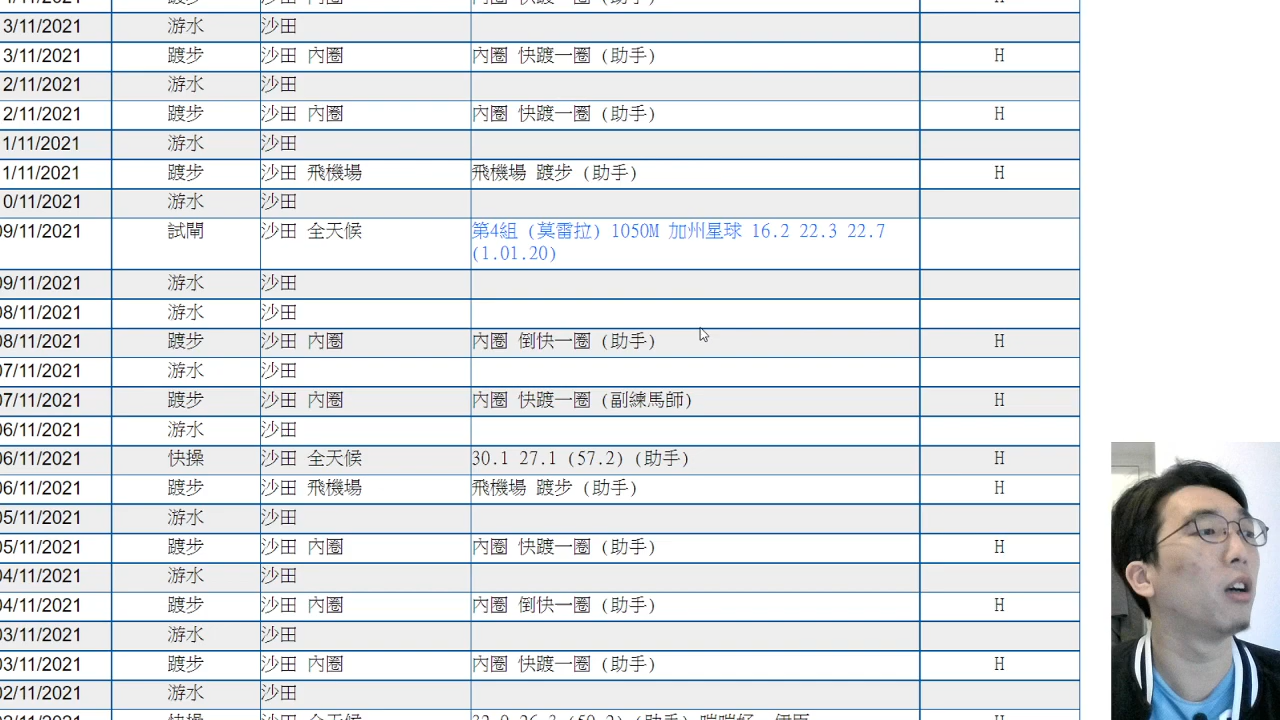 3/11/2021 游水 沙田
3/11/2021 踱步 沙田 內圈 內圈 快踱一圈 (助手) H
2/11/2021 游水 沙田
2/11/2021 踱步 沙田 內圈 內圈 快踱一圈 (助手) H
1/11/2021 游水 沙田
1/11/2021 踱步 沙田 飛機場 飛機場 踱步 (助手) H
0/11/2021 游水 沙田
09/11/2021 試閘 沙田 全天候 第4組 (莫雷拉) 1050M 加州星球 16.2 22.3 22.7
(1.01.20)
09/11/2021 游水 沙田
08/11/2021 游水 沙田
08/11/2021 踱步 沙田 內圈 內圈 倒快一圈 (助手) H
07/11/2021 游水 沙田
07/11/2021 踱步 沙田 內圈 內圈 快踱一圈 (副練馬師) H
06/11/2021 游水 沙田
06/11/2021 快操 沙田 全天候 30.1 27.1 (57.2) (助手) H
06/11/2021 踱步 沙田 飛機場 飛機場 踱步 (助手) H
05/11/2021 游水 沙田
05/11/2021 踱步 沙田 內圈 內圈 快踱一圈 (助手) H
04/11/2021 游水 沙田
04/11/2021 踱步 沙田 內圈 內圈 倒快一圈 (助手) H
03/11/2021 游水 沙田
03/11/2021 踱步 沙田 內圈 內圈 快踱一圈 (助手) H
02/11/2021 游水 沙田